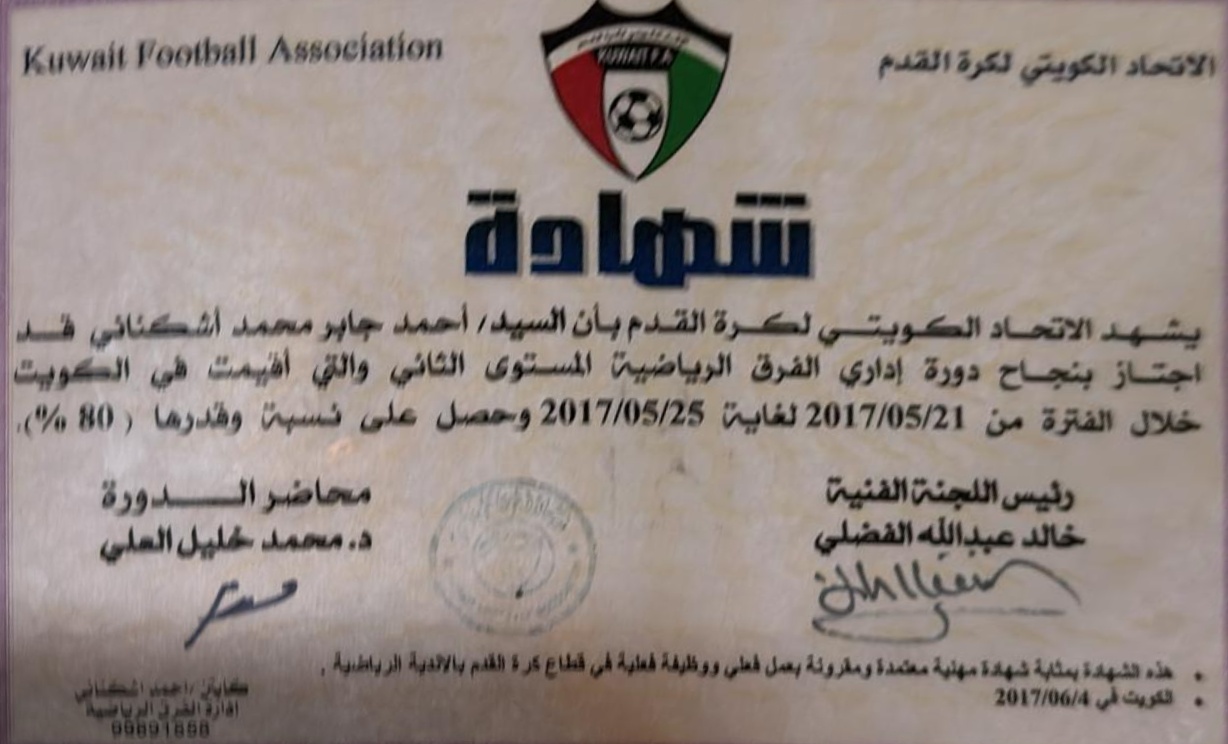 Kuwait Football Association
الاتحاد الكويتي لكرة القدم
KUWAIT F.A
شهادة
يشهد الاتحاد الكويتي لكرة القدم بأن السيد/ أحمد جابر محمد أشكناني قد
اجتاز بنجاح دورة إداري الفرق الرياضية المستوى الثاني والتي أقيمت في الكويت
خلال الفترة من 2017/05/21 لغاية 2017/05/25 وحصل على نسبة وقدرها ( 80 %).
رئيس اللجنة الفنية
خالد عبدالله الفضلي
محاضر الدورة
د. محمد خليل العلي
• هذه الشهادة بمثابة شهادة مهنية معتمدة ومقرونة بعمل فعلي ووظيفة فعلية في قطاع كرة القدم بالاندية الرياضية .
• الكويت في 2017/06/4
كابتن /احمد اشكناني
ادارة الفرق الرياضية